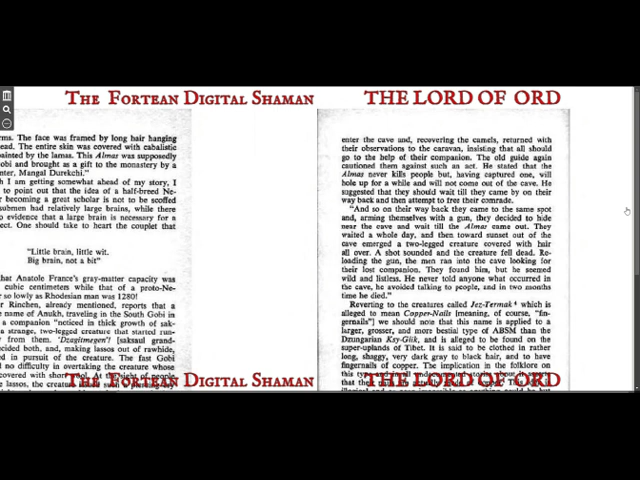 THE FORTEAN DIGITAL SHAMAN
THE LORD OF ORD
rms. The face was framed by long hair hanging
ead. The entire skin was covered with cabalistic
ainted by the lamas. This Almas was supposedly
obi and brought as a gift to the monastery by a
nter, Mangal Durekchi."
h I am getting somewhat ahead of my story, I
to point out that the idea of a half-breed Ne-
becoming a great scholar is not to be scoffed
submen had relatively large brains, while there
evidence that a large brain is necessary for a
ect. One should take to heart the couplet that
"Little brain, little wit.
Big brain, not a bit"
that Anatole France's gray-matter capacity was
cubic centimeters while that of a proto-Ne-
so lowly as Rhodesian man was 1280!
r Rinchen, already mentioned, reports that a
name of Anukh, traveling in the South Gobi in
a companion "noticed in thick growth of sak-
strange, two-legged creature that started run-
from them. 'Dzagitmegen'! [saksaul grand-
ecided both, and, making lassos out of rawhide,
in pursuit of the creature. The fast Gobi
no difficulty in overtaking the creature whose
covered with short wool. At the sight of people
lassos, the creature
enter the cave and, recovering the camels, returned with
their observations to the caravan, insisting that all should
go to the help of their companion. The old guide again
cautioned them against such an act. He stated that the
Almas never kills people but, having captured one, will
hole up for a while and will not come out of the cave. He
suggested that they should wait till they came by on their
way back and then attempt to free their comrade.
"And so on their way back they came to the same spot
and, arming themselves with a gun, they decided to hide
near the cave and wait till the Almas came out. They
waited a whole day, and then toward sunset out of the
cave emerged a two-legged creature covered with hair
all over. A shot sounded and the creature fell dead. Re-
loading the gun, the men ran into the cave looking for
their lost companion. They found him, but he seemed
wild and listless. He never told anyone what occurred in
the cave, he avoided talking to people, and in two months
time he died."
Reverting to the creatures called Jez-Termak 4 which is
alleged to mean Copper-Nails [meaning, of course, "fin-
gernails"] we should note that this name is applied to a
larger, grosser, and more bestial type of ABSM than the
Dzungarian Ksy-Giik, and is alleged to be found on the
super-uplands of Tibet. It is said to be clothed in rather
long, shaggy, very dark gray to black hair, and to have
fingernails of copper. The implication in the folklore on
THE FORTEAN DIGITAL SHAMAN
THE LORD OF ORD